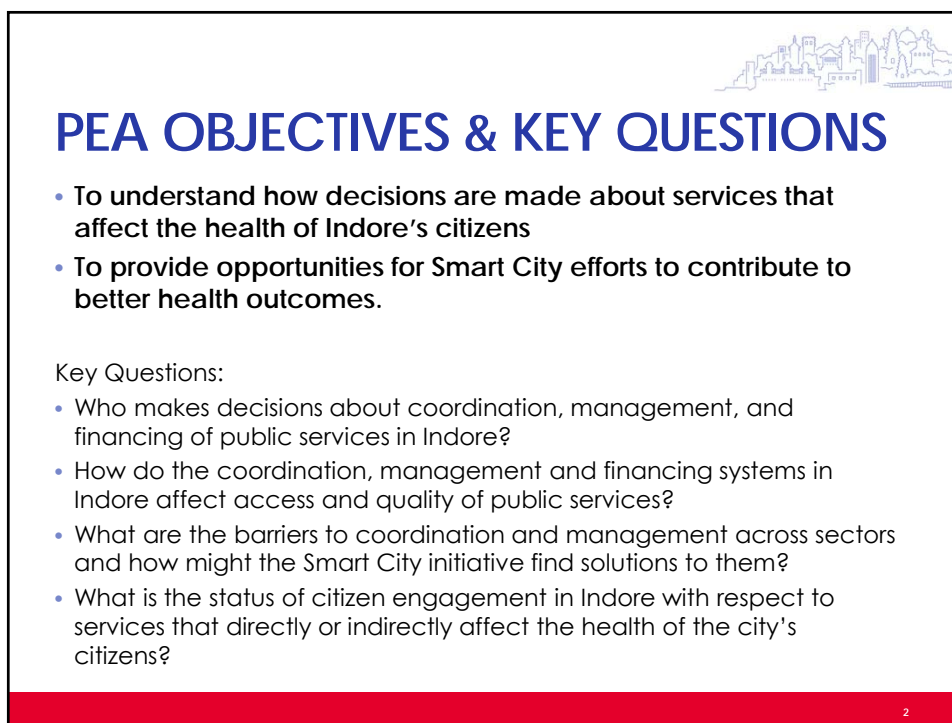 PEA OBJECTIVES & KEY QUESTIONS
• To understand how decisions are made about services that
affect the health of Indore's citizens
• To provide opportunities for Smart City efforts to contribute to
better health outcomes.
Key Questions:
• Who makes decisions about coordination, management, and
financing of public services in Indore?
• How do the coordination, management and financing systems in
Indore affect access and quality of public services?
• What are the barriers to coordination and management across sectors
and how might the Smart City initiative find solutions to them?
• What is the status of citizen engagement in Indore with respect to
services that directly or indirectly affect the health of the city's
citizens?
2